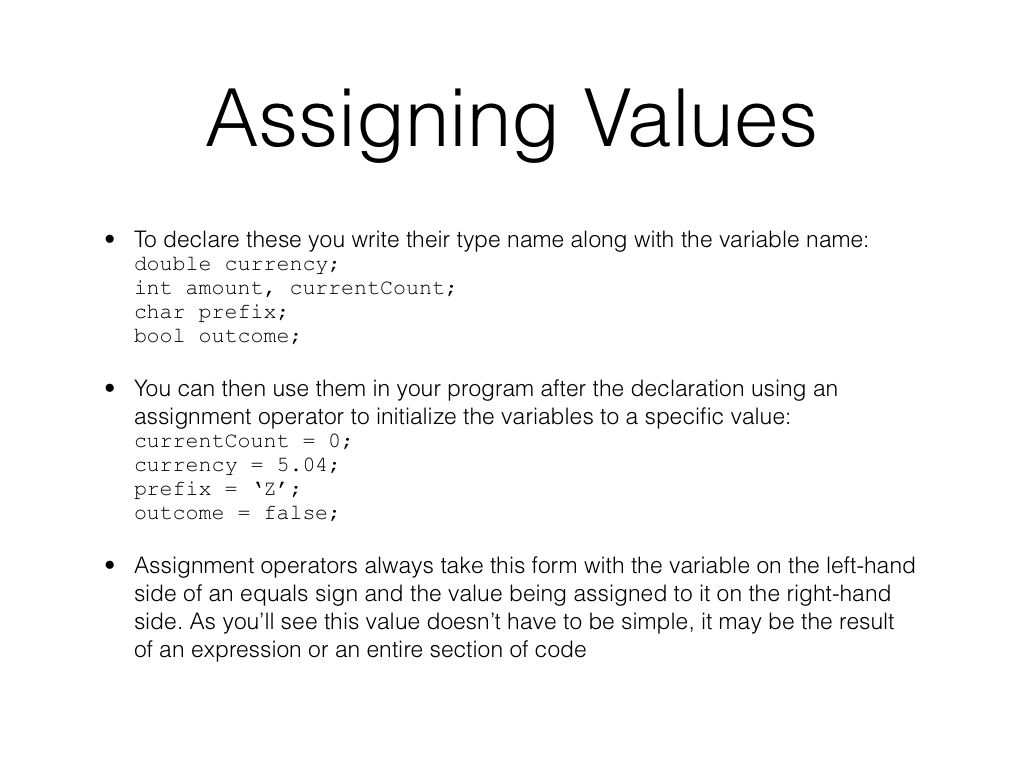 Assigning Values
• To declare these you write their type name along with the variable name:
double currency;
int amount, currentCount;
char prefix;
bool outcome;
• You can then use them in your program after the declaration using an
assignment operator to initialize the variables to a specific value:
currentCount = 0;
currency = 5.04;
prefix = ‘Z’;
outcome = false;
• Assignment operators always take this form with the variable on the left-hand
side of an equals sign and the value being assigned to it on the right-hand
side. As you’ll see this value doesn’t have to be simple, it may be the result
of an expression or an entire section of code